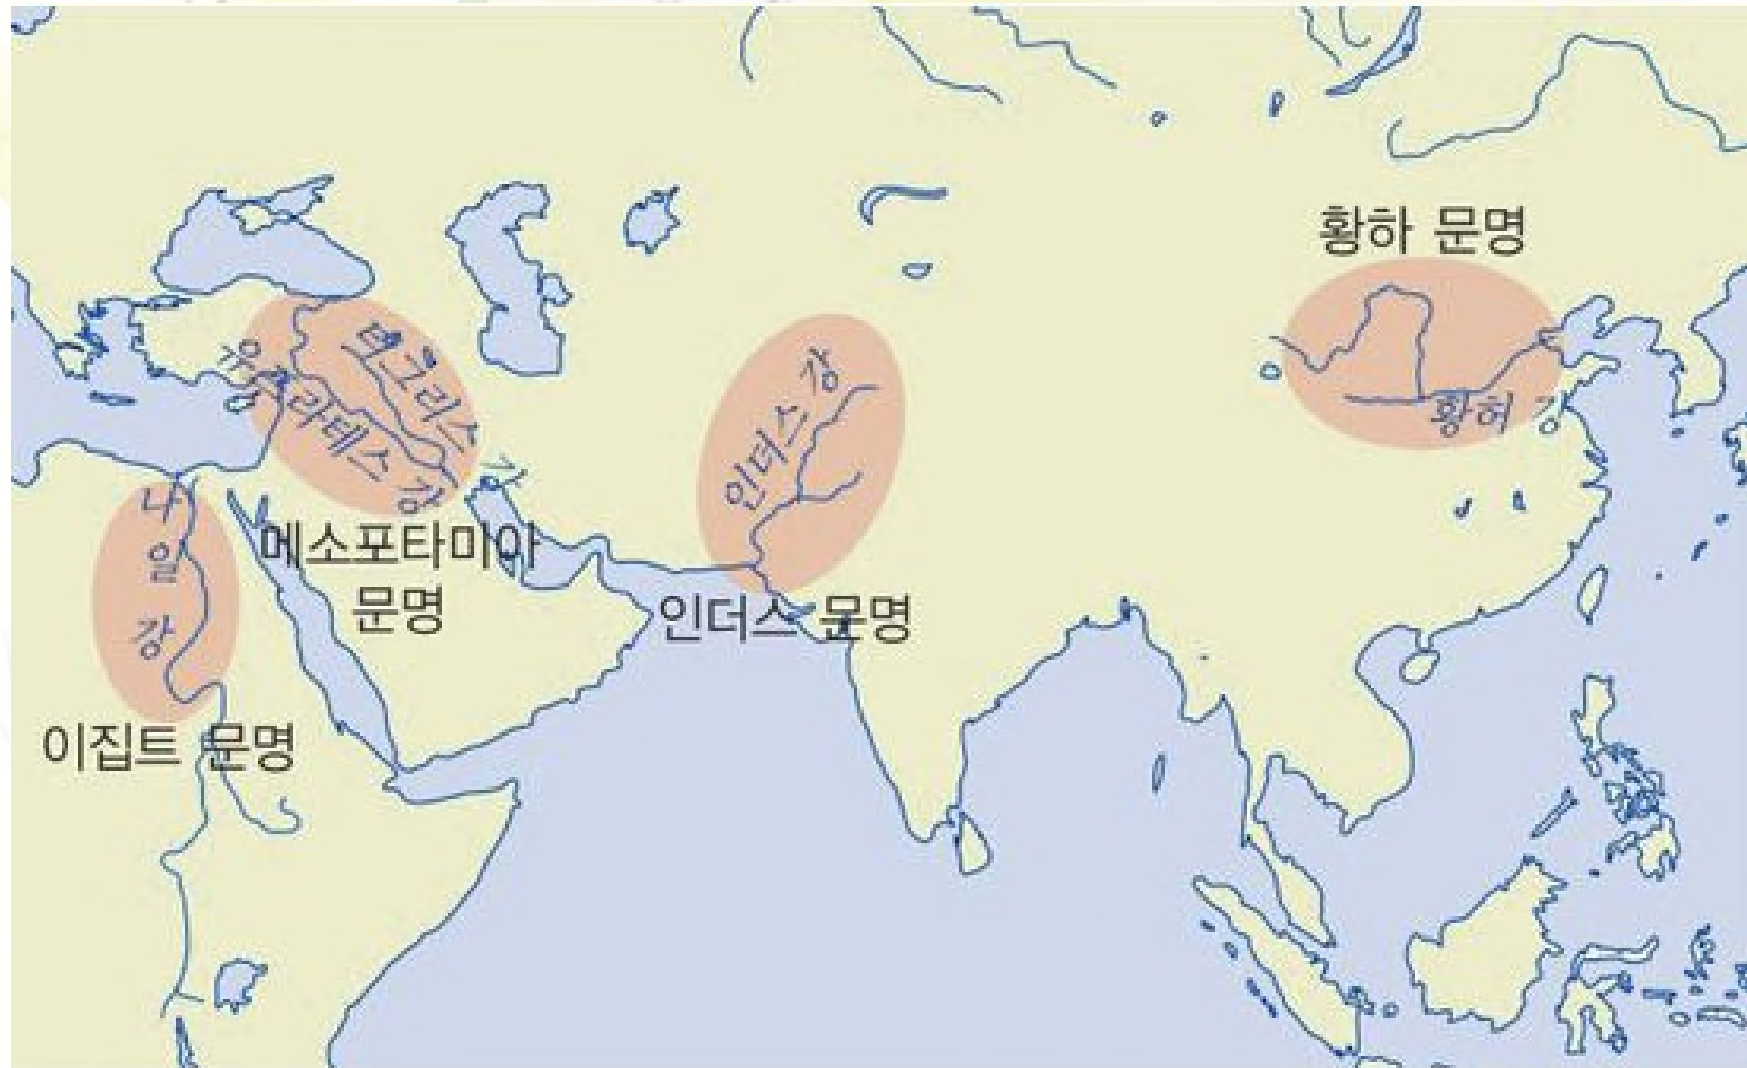 황하 문명
황허 강
티그리스 강
유프라테스 강
인더스 강
나일 강
메소포타미아
문명
인더스 문명
이집트 문명